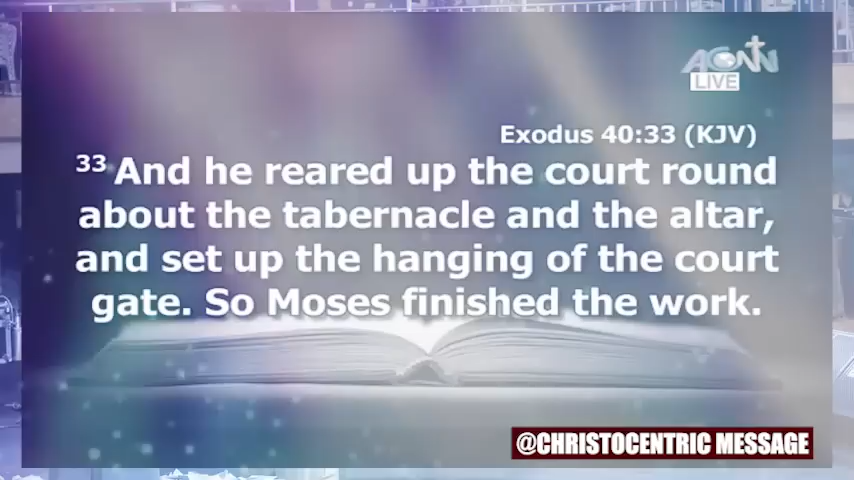 ACNN
LIVE
Exodus 40:33 (KJV)
33 And he reared up the court round
about the tabernacle and the altar,
and set up the hanging of the court
gate. So Moses finished the work.
@CHRISTOCENTRIC MESSAGE